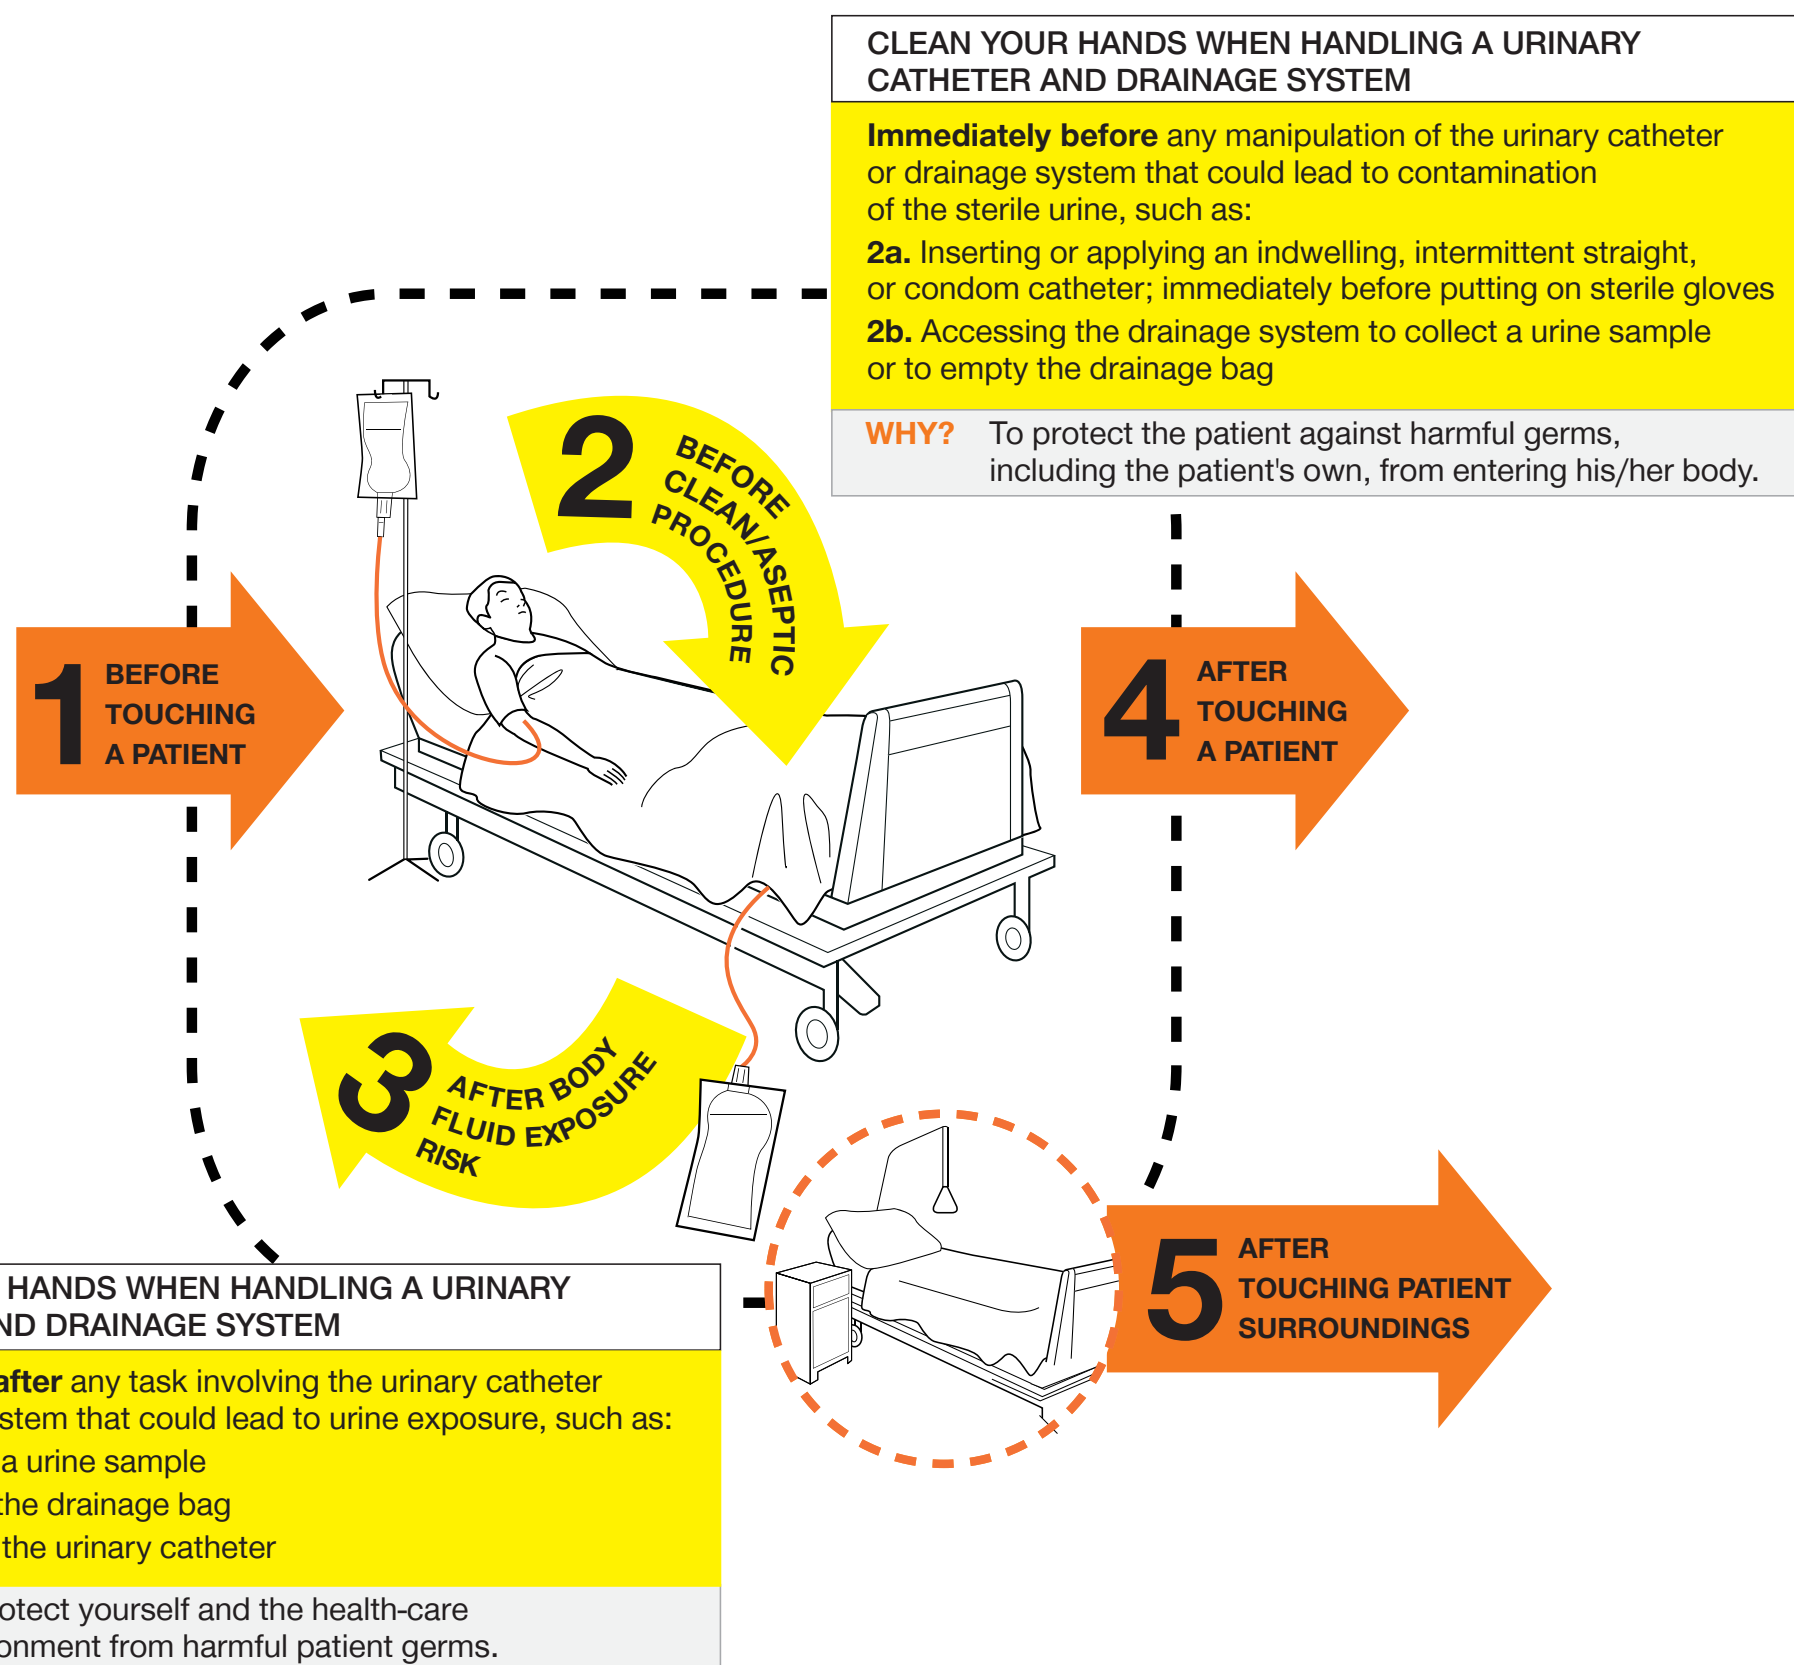 CLEAN YOUR HANDS WHEN HANDLING A URINARY
CATHETER AND DRAINAGE SYSTEM
Immediately before any manipulation of the urinary catheter
or drainage system that could lead to contamination
of the sterile urine, such as:
2a. Inserting or applying an indwelling, intermittent straight,
or condom catheter; immediately before putting on sterile gloves
2b. Accessing the drainage system to collect a urine sample
or to empty the drainage bag
WHY? To protect the patient against harmful germs,
including the patient's own, from entering his/her body.
2 BEFORE
CLEAN/ASEPTIC
PROCEDURE
1 BEFORE
TOUCHING
A PATIENT
4 AFTER
TOUCHING
A PATIENT
3 AFTER BODY
FLUID EXPOSURE
RISK
5 AFTER
TOUCHING PATIENT
SURROUNDINGS
HANDS WHEN HANDLING A URINARY
ND DRAINAGE SYSTEM
after any task involving the urinary catheter
stem that could lead to urine exposure, such as:
a urine sample
the drainage bag
the urinary catheter
otect yourself and the health-care
onment from harmful patient germs.